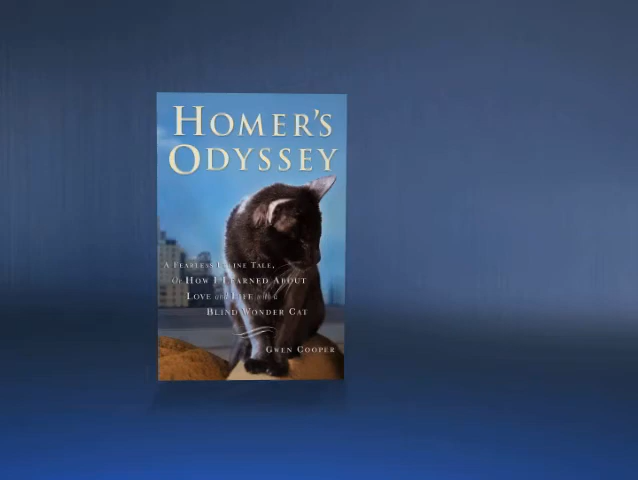 HOMER'S
ODYSSEY
A FEARLESS FELINE TALE,
OR HOW I LEARNED ABOUT
LOVE and LIFE with a
BLIND WONDER CAT
GWEN COOPER